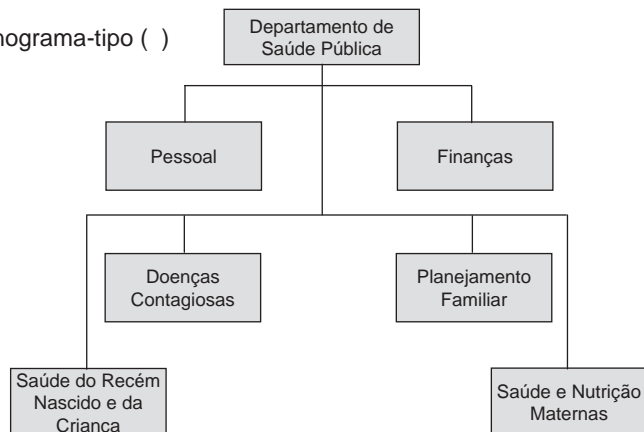 nograma-tipo ( )
Departamento de
Saúde Pública
Pessoal
Finanças
Doenças
Contagiosas
Planejamento
Familiar
Saúde do Recém
Nascido e da
Criança
Saúde e Nutrição
Maternas